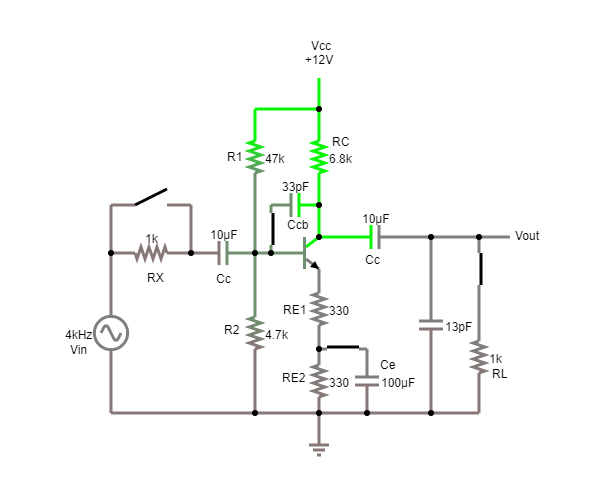 Vcc
+12V
R1
47k
RC
6.8k
33pF
Ccb
10µF
Cc
1k
RX
10µF
Cc
Vout
4kHz
Vin
R2
4.7k
RE1
330
13pF
RE2
330
Ce
100µF
1k
RL